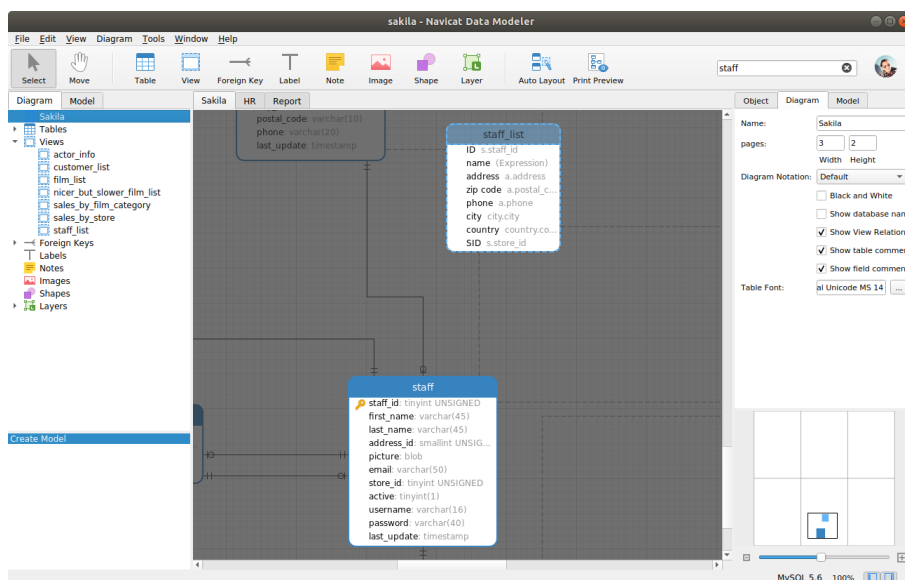 sakila - Navicat Data Modeler
File Edit View Diagram Tools Window Help
Select Move Table View Foreign Key Label Note Image Shape Layer Auto Layout Print Preview
staff
Diagram Model
Sakila HR Report
Object Diagram Model
Sakila
Tables
Views
actor_info
customer_list
film_list
nicer_but_slower_film_list
sales_by_film_category
sales_by_store
staff_list
Foreign Keys
Labels
Notes
Images
Shapes
Layers
Create Model
postal_code: varchar(10)
phone: varchar(20)
last_update: timestamp
staff_list
ID s.staff_id
name (Expression)
address a.address
zip code a.postal_c...
phone a.phone
city city.city
country country.co...
SID s.store_id
staff
staff_id: tinyint UNSIGNED
first_name: varchar(45)
last_name: varchar(45)
address_id: smallint UNSIG...
picture: blob
email: varchar(50)
store_id: tinyint UNSIGNED
active: tinyint(1)
username: varchar(16)
password: varchar(40)
last_update: timestamp
Name: Sakila
pages: 3 2
Width Height
Diagram Notation: Default
Black and White
Show database nam
Show View Relation
Show table commen
Show field commen
Table Font: al Unicode MS 14 ...
MySQL 5.6 100%